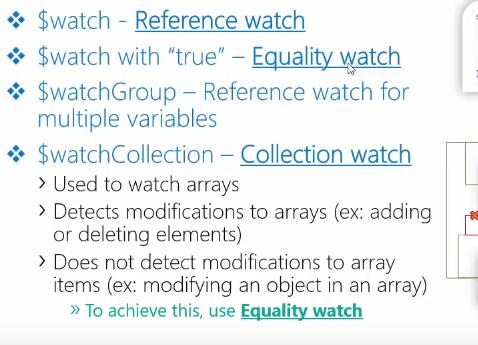 ❖ $watch - Reference watch
❖ $watch with “true” – Equality watch
❖ $watchGroup – Reference watch for
multiple variables
❖ $watchCollection – Collection watch
› Used to watch arrays
› Detects modifications to arrays (ex: adding
or deleting elements)
› Does not detect modifications to array
items (ex: modifying an object in an array)
» To achieve this, use Equality watch